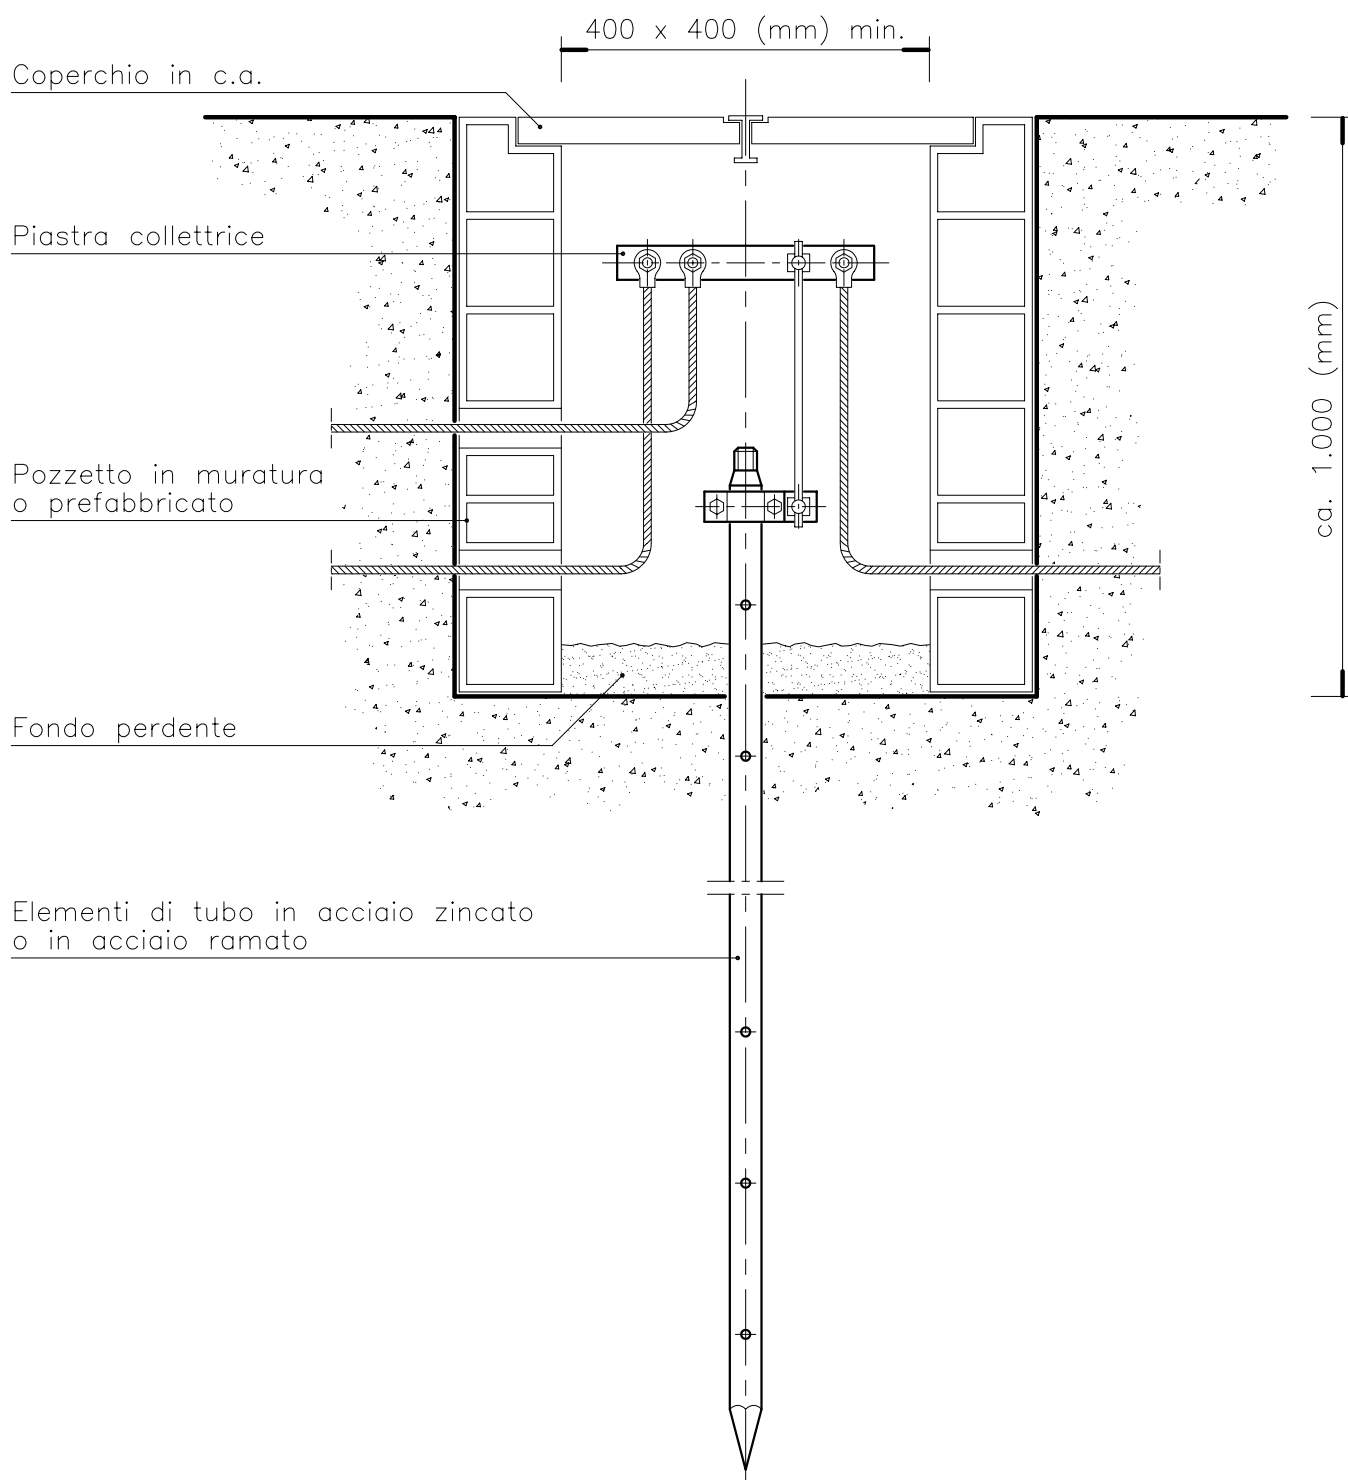 400 x 400 (mm) min.
Coperchio in c.a.
Piastra collettrice
ca. 1.000 (mm)
Pozzetto in muratura
o prefabbricato
Fondo perdente
Elementi di tubo in acciaio zincato
o in acciaio ramato